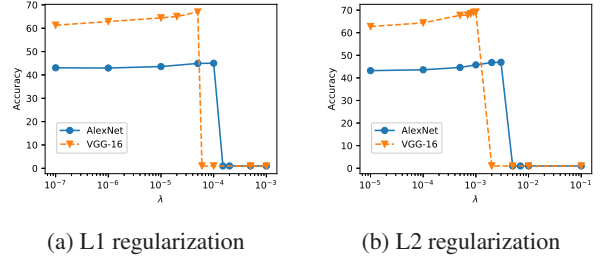 70
60
50
40
30
20
10
0
Accuracy
AlexNet
VGG-16
10⁻⁷
10⁻⁶
10⁻⁵
10⁻⁴
10⁻³
λ
(a) L1 regularization
70
60
50
40
30
20
10
0
Accuracy
AlexNet
VGG-16
10⁻⁵
10⁻⁴
10⁻³
10⁻²
10⁻¹
λ
(b) L2 regularization